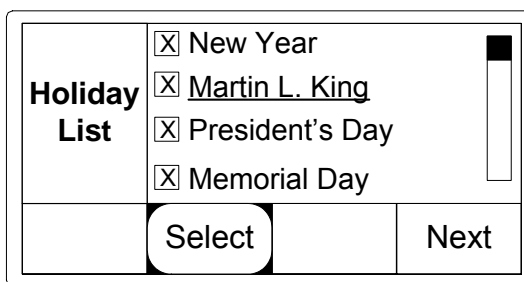 Holiday
List
X New Year
X Martin L. King
X President's Day
X Memorial Day
Select
Next